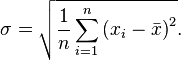 σ = √(1/n ∑_{i=1}^{n} (x_i − x̄)²).